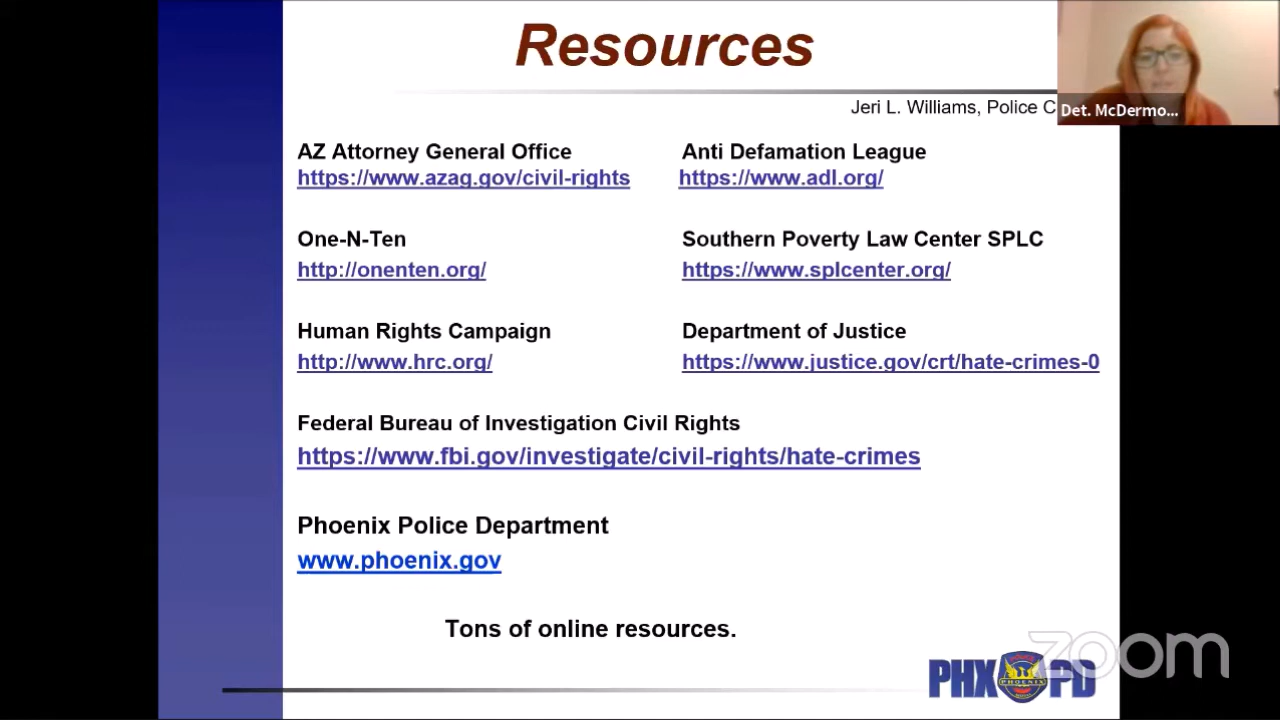 Resources
Jeri L. Williams, Police C
Det. McDermo...
AZ Attorney General Office
https://www.azag.gov/civil-rights
Anti Defamation League
https://www.adl.org/
One-N-Ten
http://onenten.org/
Southern Poverty Law Center SPLC
https://www.splcenter.org/
Human Rights Campaign
http://www.hrc.org/
Department of Justice
https://www.justice.gov/crt/hate-crimes-0
Federal Bureau of Investigation Civil Rights
https://www.fbi.gov/investigate/civil-rights/hate-crimes
Phoenix Police Department
www.phoenix.gov
Tons of online resources.
zoom
PHX POLICE PHOENIX PD